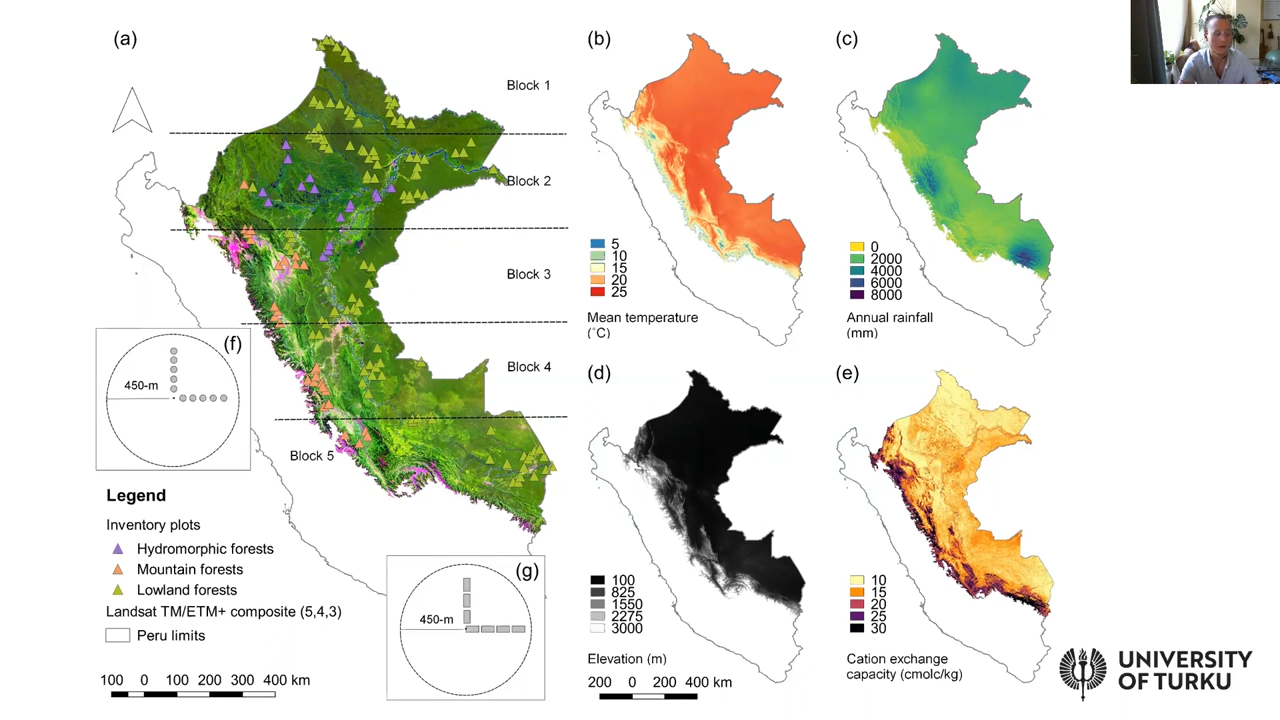 (a)
Block 1
Block 2
Block 3
Block 4
Block 5
(f)
450-m
Legend
Inventory plots
Hydromorphic forests
Mountain forests
Lowland forests
Landsat TM/ETM+ composite (5,4,3)
Peru limits
100 0 100 200 300 400 km
(g)
450-m
(b)
5
10
15
20
25
Mean temperature
(˚C)
(c)
0
2000
4000
6000
8000
Annual rainfall
(mm)
(d)
100
825
1550
2275
3000
Elevation (m)
200 0 200 400 km
(e)
10
15
20
25
30
Cation exchange
capacity (cmolc/kg)
UNIVERSITY
OF TURKU